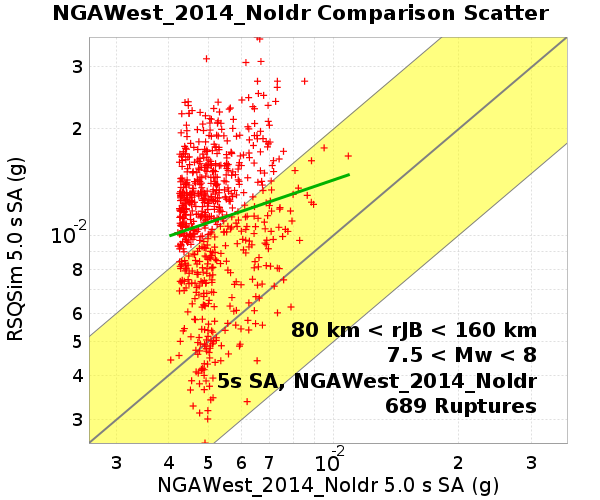 NGAWest_2014_NoIdr Comparison Scatter
RSQSim 5.0 s SA (g)
3
2
10^-2
8
6
5
4
3
80 km < rJB < 160 km
7.5 < Mw < 8
5s SA, NGAWest_2014_NoIdr
689 Ruptures
3 4 5 6 7 10^-2 2 3
NGAWest_2014_NoIdr 5.0 s SA (g)